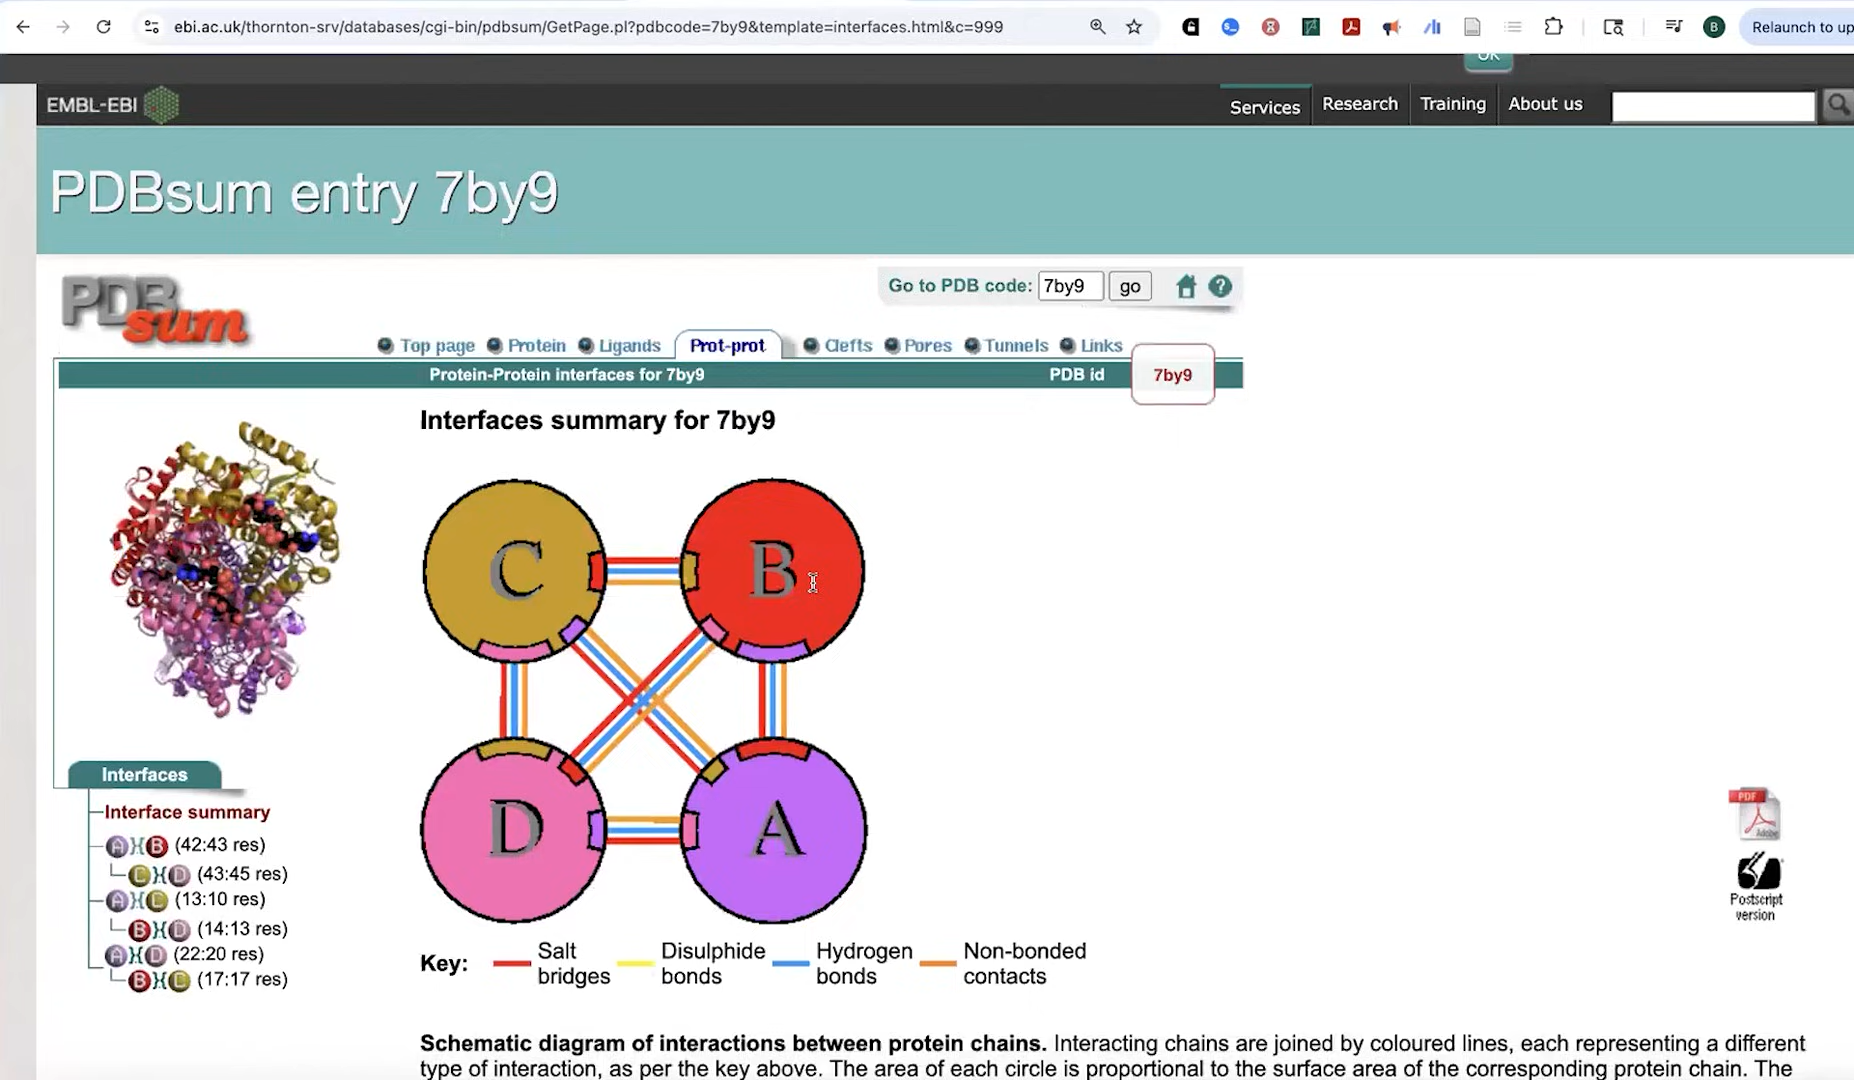 ebi.ac.uk/thornton-srv/databases/cgi-bin/pdbsum/GetPage.pl?pdbcode=7by9&template=interfaces.html&c=999
B
Relaunch to up
OK
EMBL-EBI
Services
Research
Training
About us
PDBsum entry 7by9
PDBsum
Go to PDB code: 7by9 go ?
Top page Protein Ligands Prot-prot Clefts Pores Tunnels Links
Protein-Protein interfaces for 7by9 PDB id 7by9
Interfaces summary for 7by9
C B
D A
Interfaces
Interface summary
A B (42:43 res)
C D (43:45 res)
A C (13:10 res)
B D (14:13 res)
A D (22:20 res)
B C (17:17 res)
PDF
Adobe
Postscript
version
Key: Salt bridges Disulphide bonds Hydrogen bonds Non-bonded contacts
Schematic diagram of interactions between protein chains. Interacting chains are joined by coloured lines, each representing a different
type of interaction, as per the key above. The area of each circle is proportional to the surface area of the corresponding protein chain. The